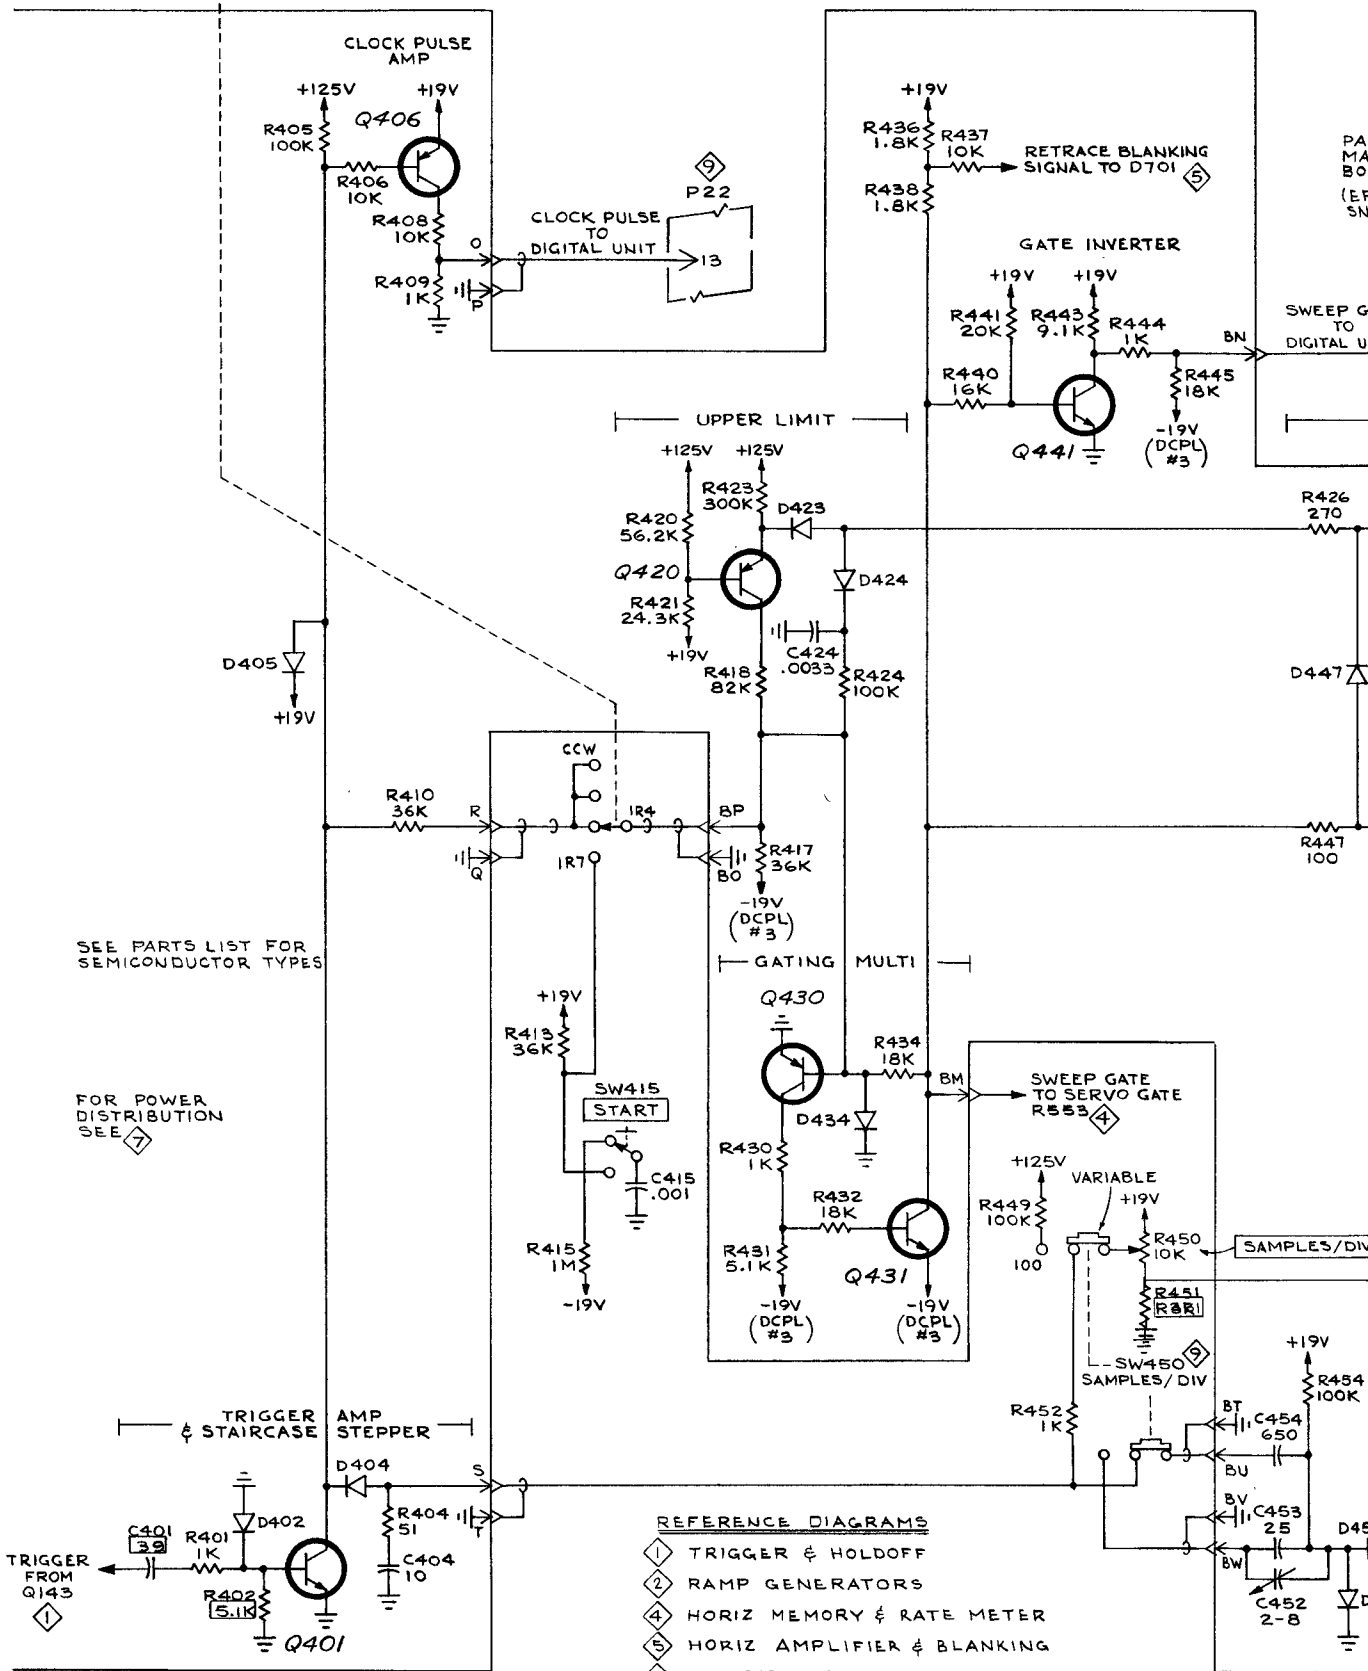 CLOCK PULSE
AMP
+125V
+19V
Q406
R405
100K
R406
10K
R408
10K
R409
1K
O
P
CLOCK PULSE
TO
DIGITAL UNIT
9
P22
13
+19V
R436
1.8K
R437
10K
RETRACE BLANKING
SIGNAL TO D701
5
R438
1.8K
GATE INVERTER
+19V
+19V
R441
20K
R443
9.1K
R444
1K
BN
R440
16K
R445
18K
-19V
(DCPL
#3)
Q441
PA
MA
BO
(EF
SN
SWEEP G
TO
DIGITAL U
UPPER LIMIT
+125V
+125V
R423
300K
D423
R420
56.2K
Q420
R421
24.3K
+19V
D424
C424
.0033
R418
82K
R424
100K
R426
270
D447
R447
100
D405
+19V
CCW
R410
36K
R
Q
1R4
1R7
BP
BO
R417
36K
-19V
(DCPL
#3)
SEE PARTS LIST FOR
SEMICONDUCTOR TYPES
FOR POWER
DISTRIBUTION
SEE 7
+19V
R413
36K
SW415
START
C415
.001
R415
1M
-19V
GATING MULTI
Q430
R434
18K
D434
R430
1K
R432
18K
R431
5.1K
Q431
-19V
(DCPL
#3)
-19V
(DCPL
#3)
BM
SWEEP GATE
TO SERVO GATE
R553 4
+125V
VARIABLE
+19V
R449
100K
100
R450
10K
SAMPLES/DIV
R451
SW450 9
SAMPLES/DIV
R452
1K
+19V
R454
100K
BT
C454
650
BU
BV
C453
25
BW
C452
2-8
D45
D
TRIGGER AMP
& STAIRCASE STEPPER
D404
S
T
R404
51
C404
10
D402
C401
39
R401
1K
R402
5.1K
Q401
TRIGGER
FROM
Q143
1
REFERENCE DIAGRAMS
1 TRIGGER & HOLDOFF
2 RAMP GENERATORS
4 HORIZ MEMORY & RATE METER
5 HORIZ AMPLIFIER & BLANKING